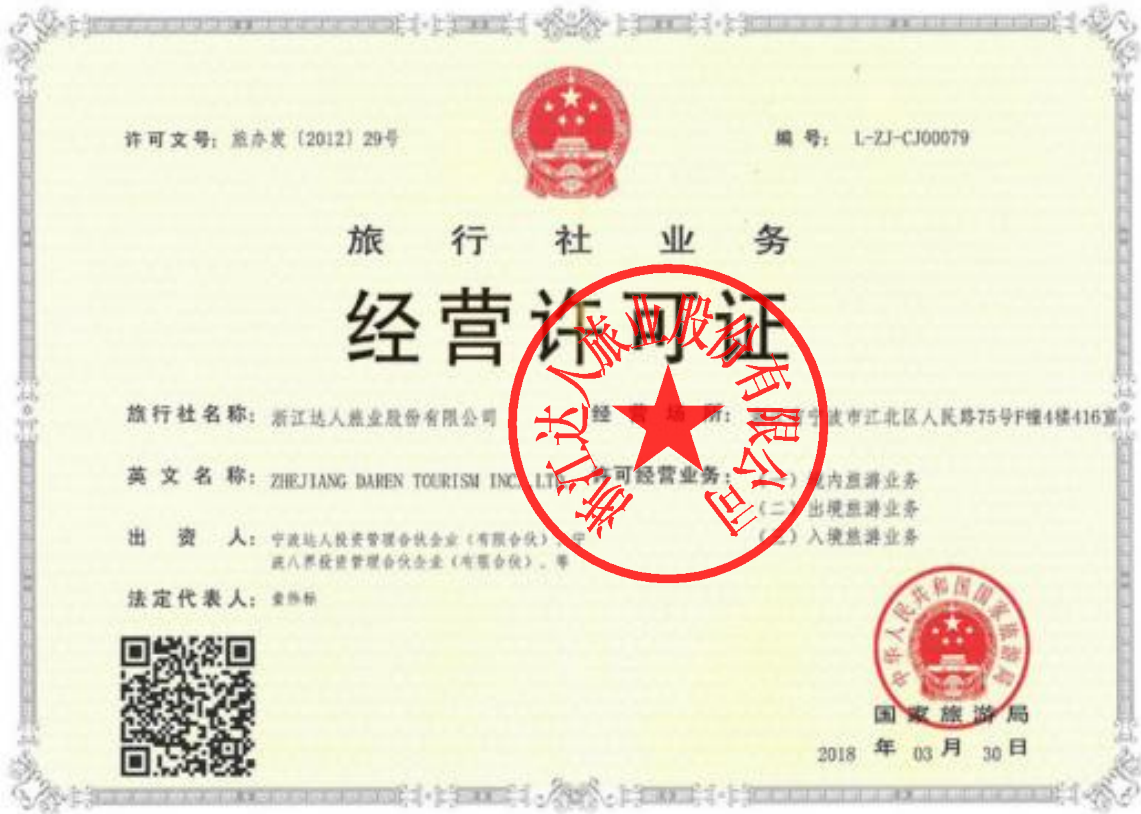 许可文号: 旅办发〔2012〕29号
编 号: L-ZJ-CJ00079
旅行社业务
经营许可证
旅行社名称: 浙江达人旅业股份有限公司
经营场所: 宁波市江北区人民路75号F幢4楼416室
英文名称: ZHEJIANG DAREN TOURISM INC. LTD
许可经营业务: (一)境内旅游业务
(二)出境旅游业务
(三)入境旅游业务
出资人: 宁波达人投资管理合伙企业(有限合伙)、宁
波八界投资管理合伙企业(有限合伙)、等
法定代表人:
浙江达人旅业股份有限公司
中华人民共和国国家旅游局
国家旅游局
2018 年 03 月 30 日